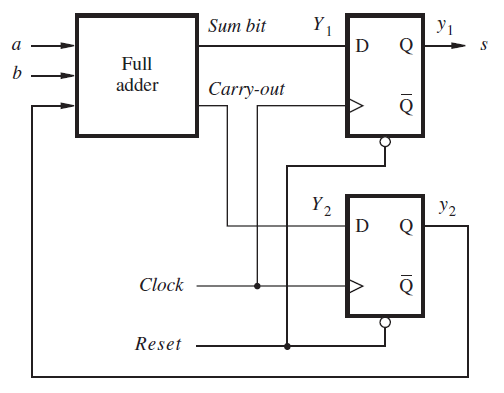 Sum bit Y1 y1
a D Q s
b Full
adder
Carry-out Q̅
Y2 y2
D Q
Clock Q̅
Reset